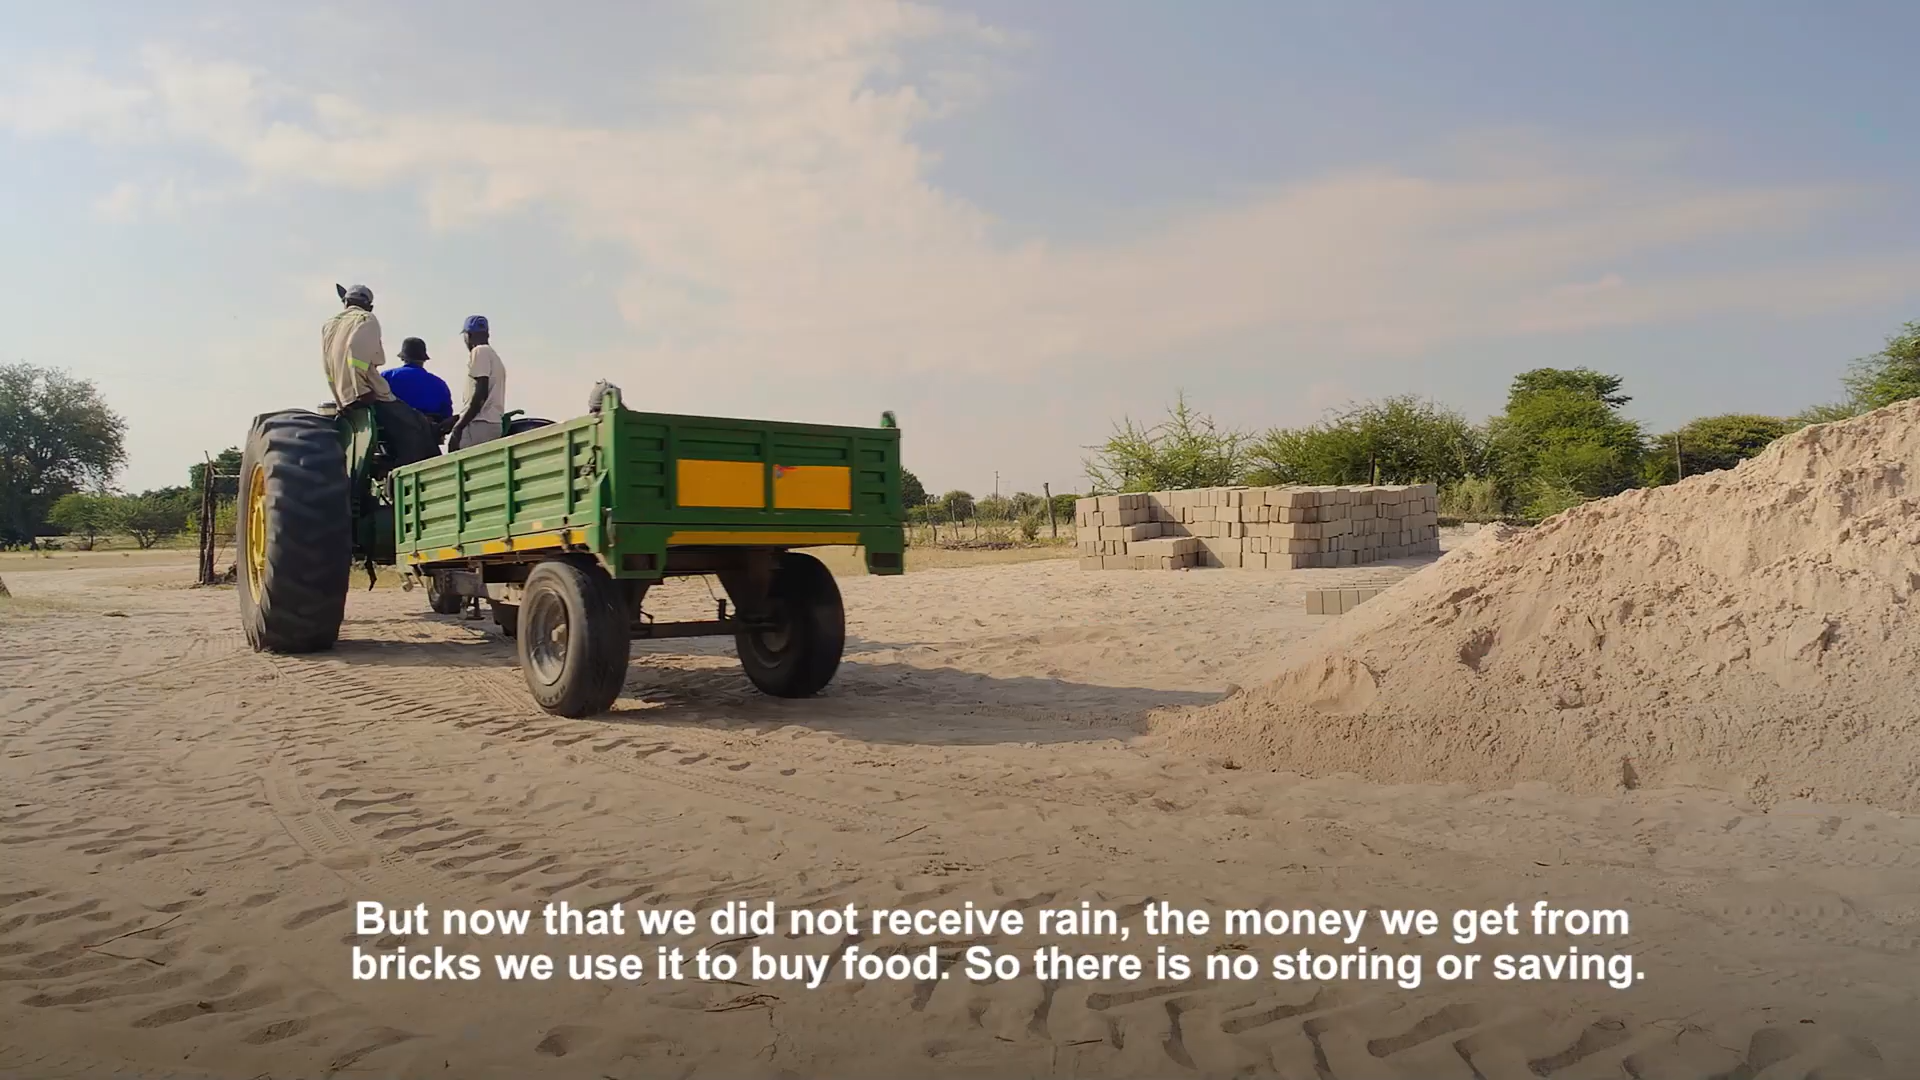 But now that we did not receive rain, the money we get from
bricks we use it to buy food. So there is no storing or saving.